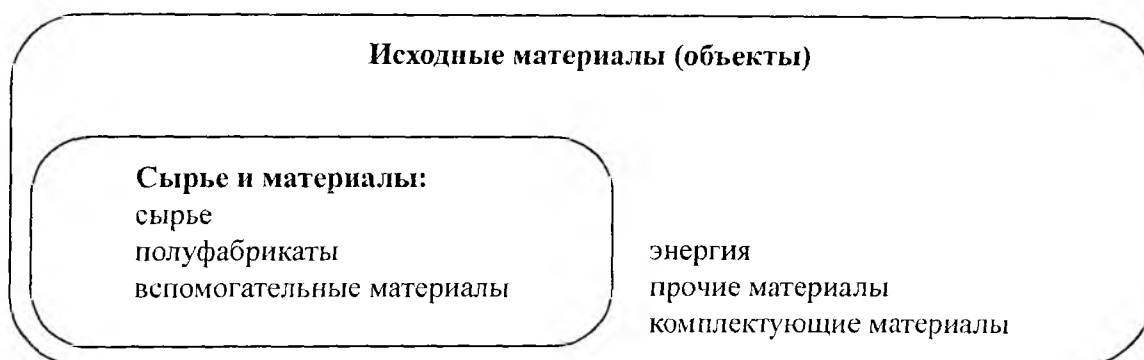 Исходные материалы (объекты)
Сырье и материалы:
сырье
полуфабрикаты
вспомогательные материалы
энергия
прочие материалы
комплектующие материалы